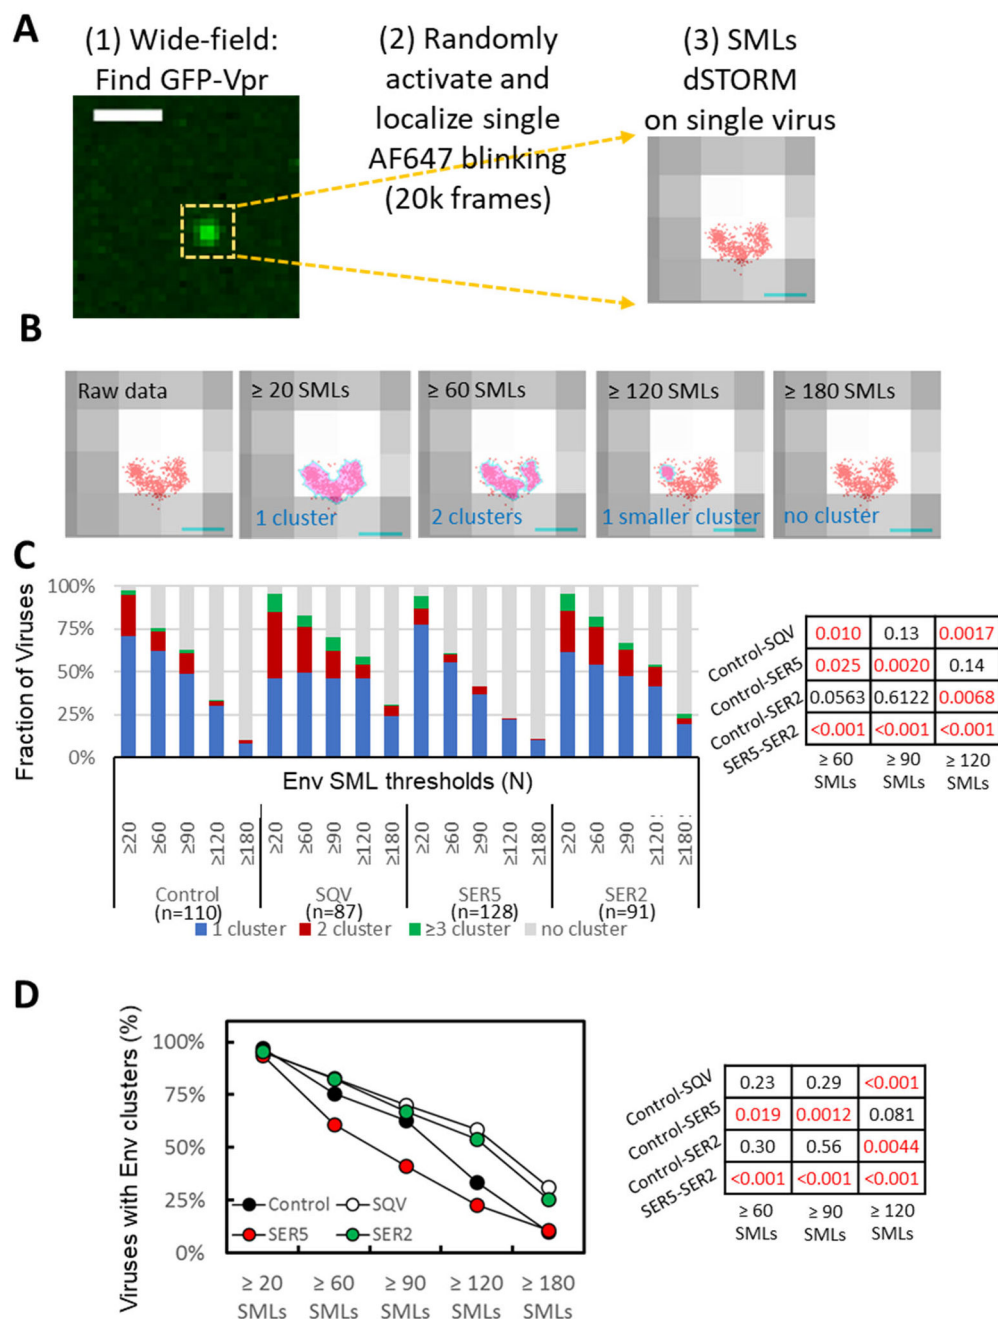 A
(1) Wide-field:
Find GFP-Vpr
(2) Randomly
activate and
localize single
AF647 blinking
(20k frames)
(3) SMLs
dSTORM
on single virus
B
Raw data
≥ 20 SMLs
≥ 60 SMLs
≥ 120 SMLs
≥ 180 SMLs
1 cluster
2 clusters
1 smaller cluster
no cluster
C
Fraction of Viruses
100%
75%
50%
25%
0%
Env SML thresholds (N)
≥20 ≥60 ≥90 ≥120 ≥180
≥20 ≥60 ≥90 ≥120 ≥180
≥20 ≥60 ≥90 ≥120 ≥180
≥20 ≥60 ≥90 ≥120 ≥180
Control SQV SER5 SER2
(n=110) (n=87) (n=128) (n=91)
1 cluster 2 cluster ≥3 cluster no cluster
Control-SQV 0.010 0.13 0.0017
Control-SER5 0.025 0.0020 0.14
Control-SER2 0.0563 0.6122 0.0068
SER5-SER2 <0.001 <0.001 <0.001
≥ 60 ≥ 90 ≥ 120
SMLs SMLs SMLs
D
Viruses with Env clusters (%)
100%
75%
50%
25%
0%
Control SQV
SER5 SER2
≥ 20 ≥ 60 ≥ 90 ≥ 120 ≥ 180
SMLs SMLs SMLs SMLs SMLs
Control-SQV 0.23 0.29 <0.001
Control-SER5 0.019 0.0012 0.081
Control-SER2 0.30 0.56 0.0044
SER5-SER2 <0.001 <0.001 <0.001
≥ 60 ≥ 90 ≥ 120
SMLs SMLs SMLs